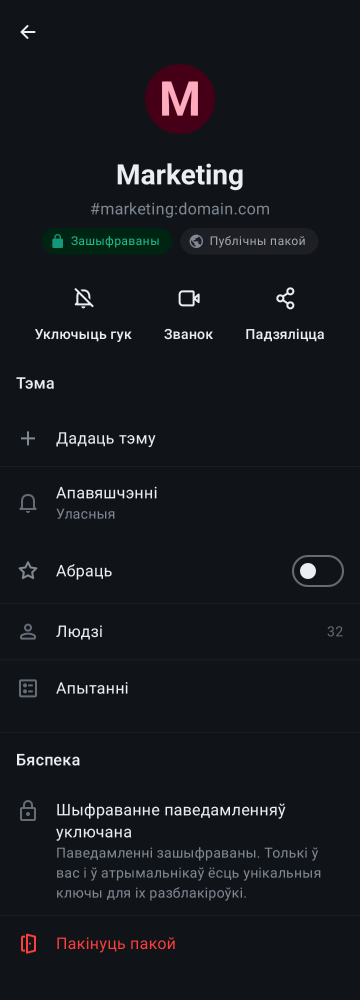 M
Marketing
#marketing:domain.com
Зашыфраваны
Публічны пакой
Уключыць гук
Званок
Падзяліцца
Тэма
Дадаць тэму
Апавяшчэнні
Уласныя
Абраць
Людзі
32
Апытанні
Бяспека
Шыфраванне паведамленняў
уключана
Паведамленні зашыфраваны. Толькі ў
вас і ў атрымальнікаў ёсць унікальныя
ключы для іх разблакіроўкі.
Пакінуць пакой